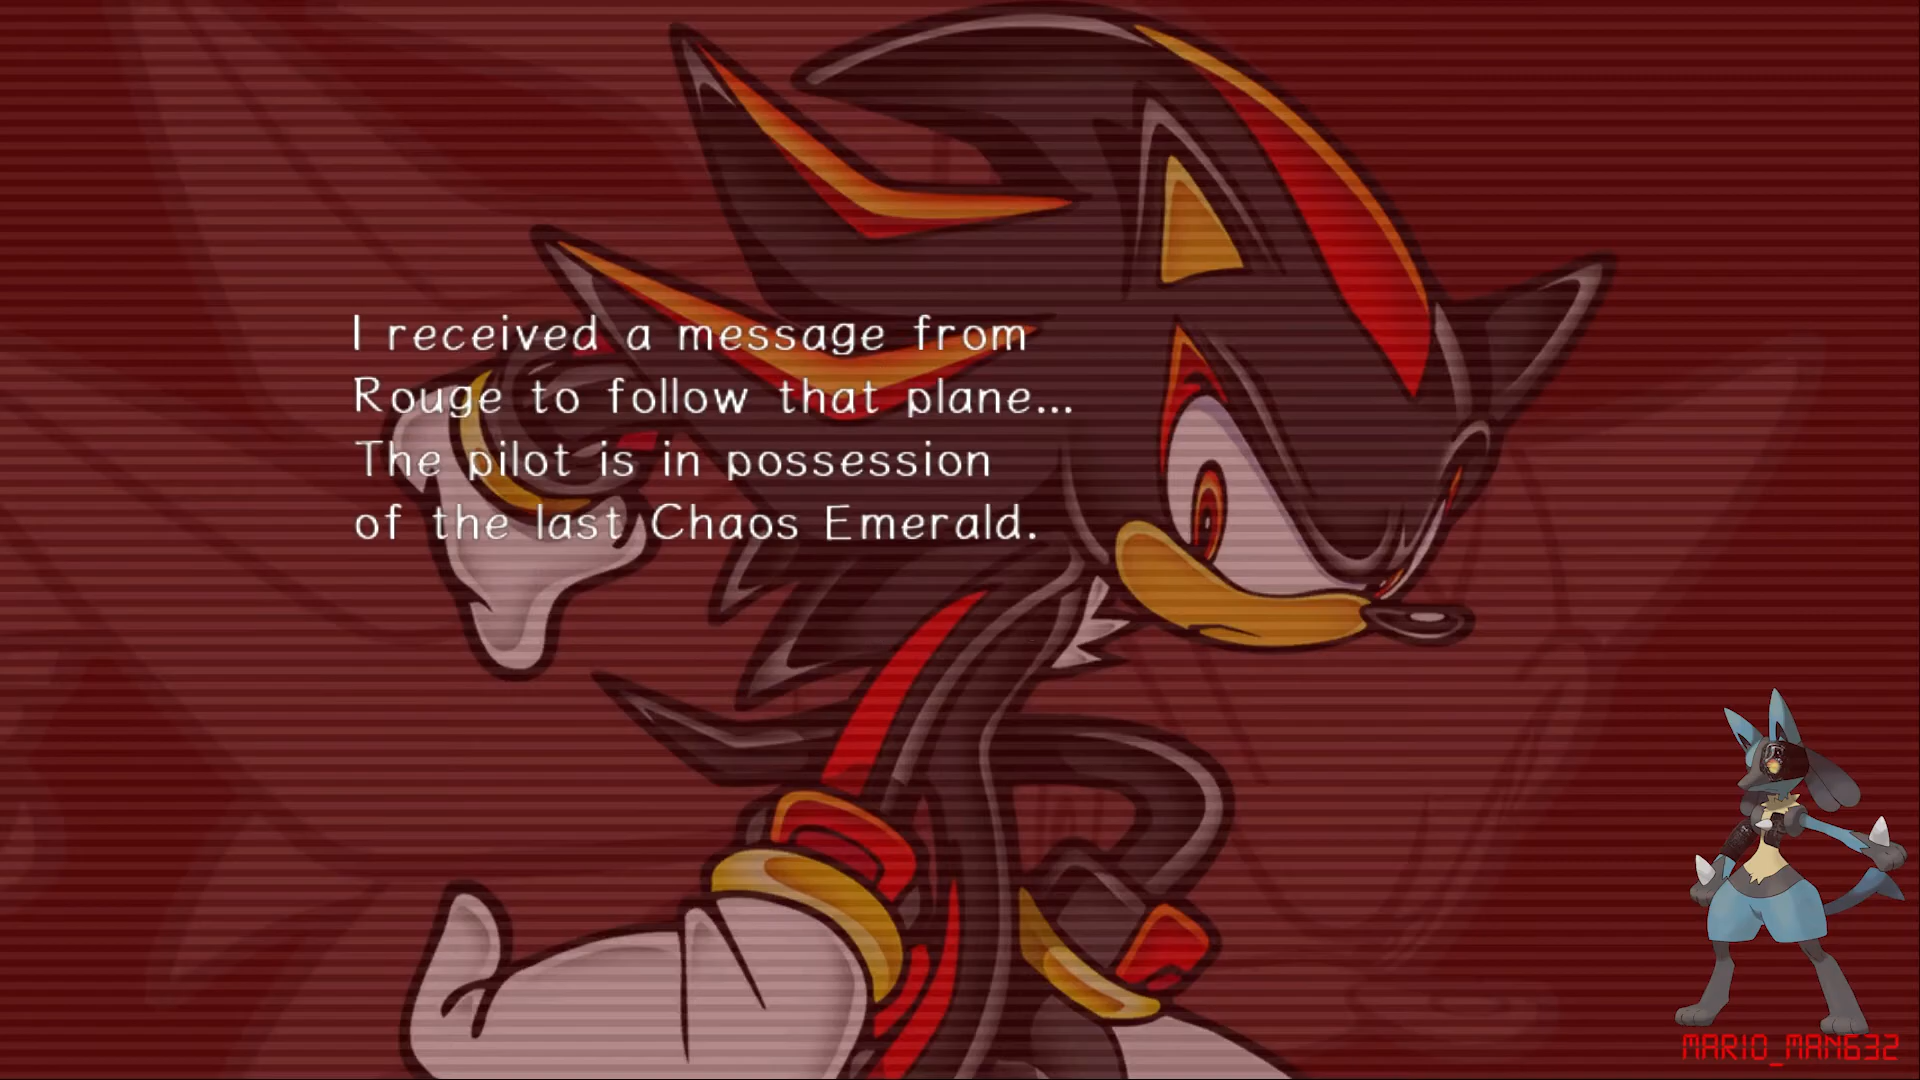 I received a message from
Rouge to follow that plane...
The pilot is in possession
of the last Chaos Emerald.
MARIO_MAN632